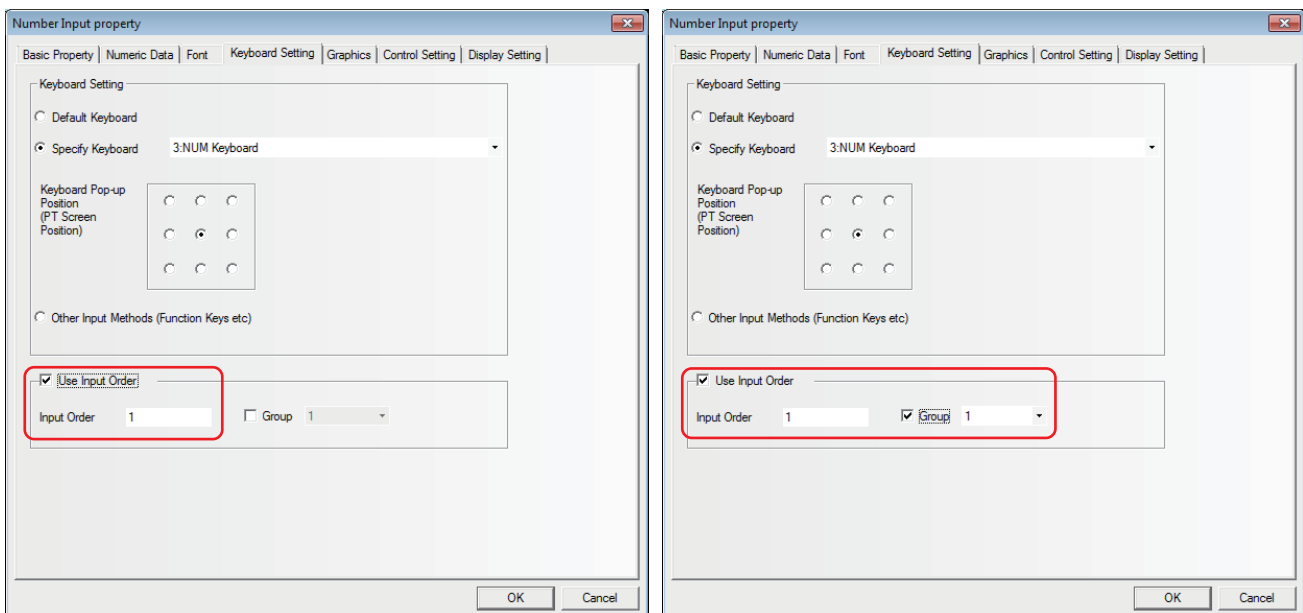 Number Input property
Basic Property Numeric Data Font Keyboard Setting Graphics Control Setting Display Setting
Keyboard Setting
Default Keyboard
Specify Keyboard 3:NUM Keyboard
Keyboard Pop-up
Position
(PT Screen
Position)
Other Input Methods (Function Keys etc)
Use Input Order
Input Order 1 Group 1
OK Cancel
Number Input property
Basic Property Numeric Data Font Keyboard Setting Graphics Control Setting Display Setting
Keyboard Setting
Default Keyboard
Specify Keyboard 3:NUM Keyboard
Keyboard Pop-up
Position
(PT Screen
Position)
Other Input Methods (Function Keys etc)
Use Input Order
Input Order 1 Group 1
OK Cancel